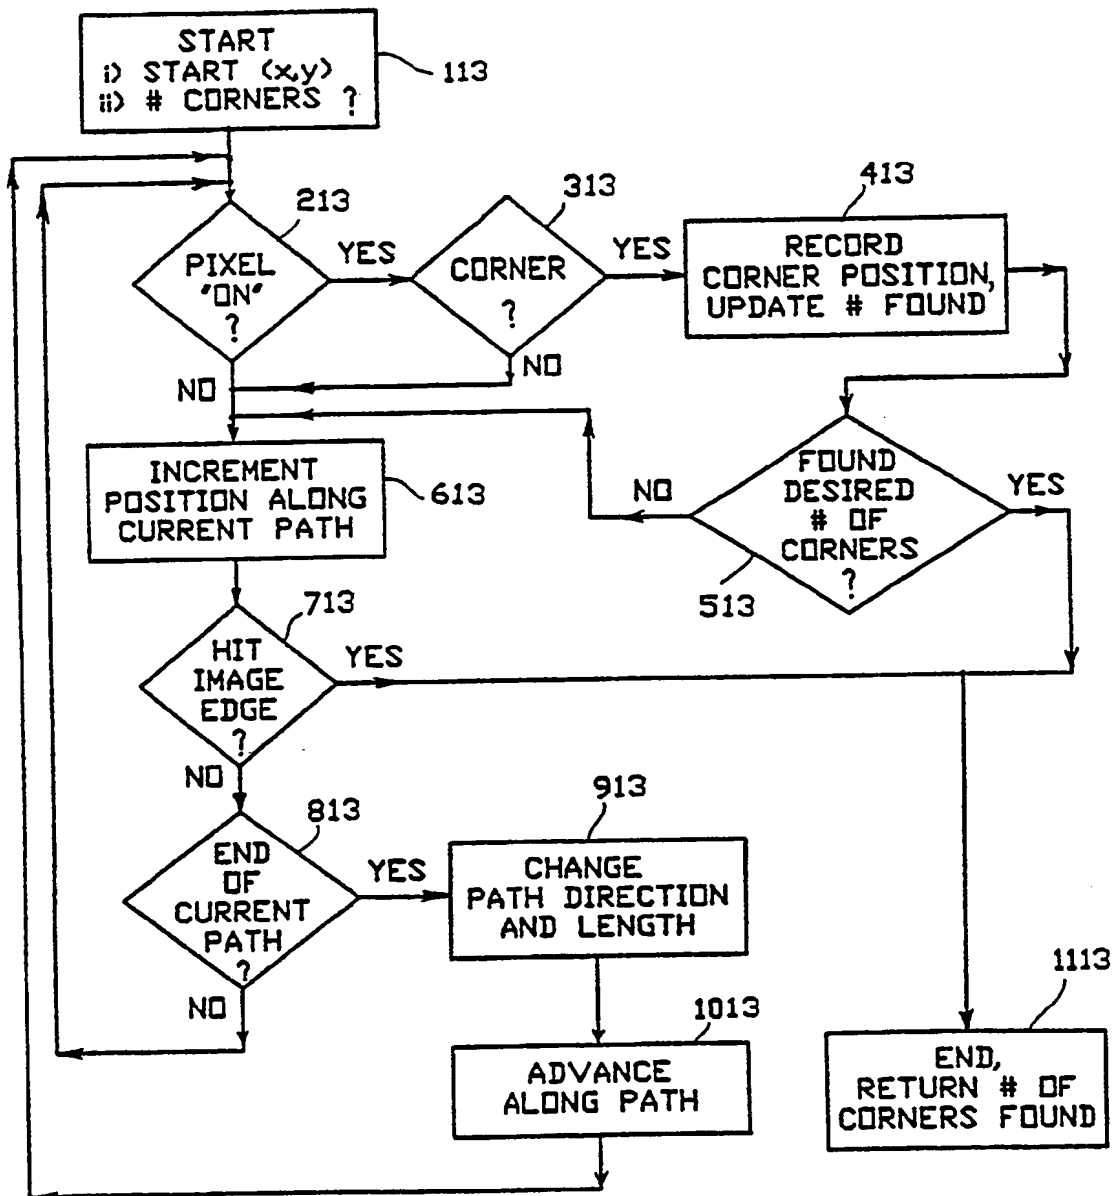 START
i) START (x,y)
ii) # CORNERS ?
113
213
PIXEL
"ON"
?
YES
NO
313
CORNER
?
YES
NO
413
RECORD
CORNER POSITION,
UPDATE # FOUND
FOUND
DESIRED
# OF
CORNERS
?
NO
YES
513
INCREMENT
POSITION ALONG
CURRENT PATH
613
713
HIT
IMAGE
EDGE
?
YES
NO
813
END
OF
CURRENT
PATH
?
YES
NO
913
CHANGE
PATH DIRECTION
AND LENGTH
1013
ADVANCE
ALONG PATH
1113
END,
RETURN # OF
CORNERS FOUND